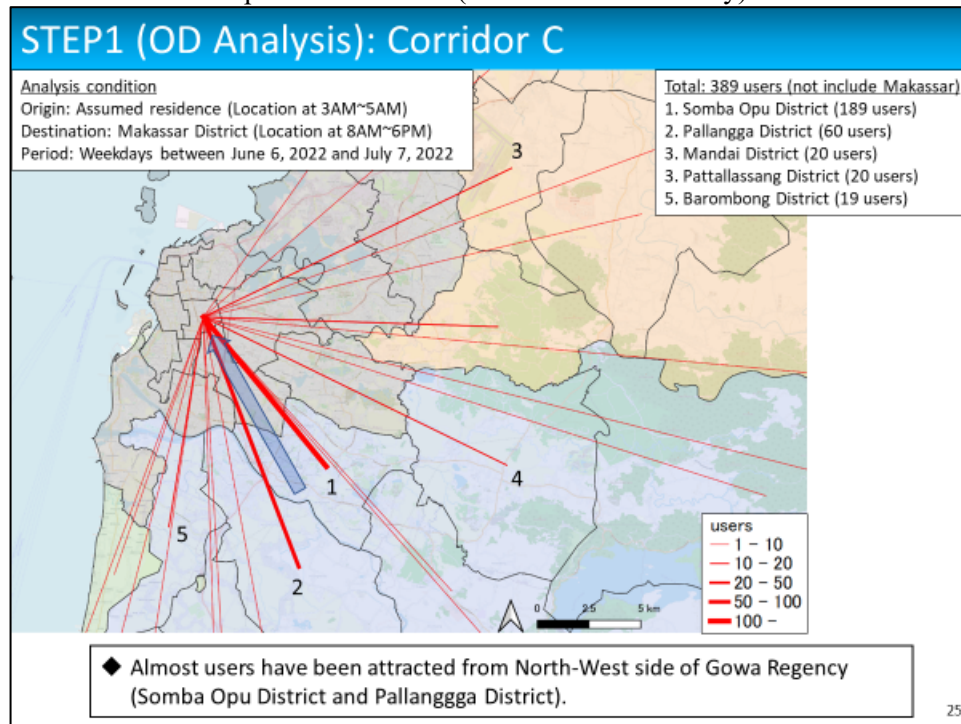 STEP1 (OD Analysis): Corridor C
Analysis condition
Origin: Assumed residence (Location at 3AM~5AM)
Destination: Makassar District (Location at 8AM~6PM)
Period: Weekdays between June 6, 2022 and July 7, 2022
Total: 389 users (not include Makassar)
1. Somba Opu District (189 users)
2. Pallangga District (60 users)
3. Mandai District (20 users)
3. Pattallassang District (20 users)
5. Barombong District (19 users)
3
1
4
5
2
users
1 - 10
10 - 20
20 - 50
50 - 100
100 -
0 2.5 5 km
◆ Almost users have been attracted from North-West side of Gowa Regency
(Somba Opu District and Pallanggga District).
25